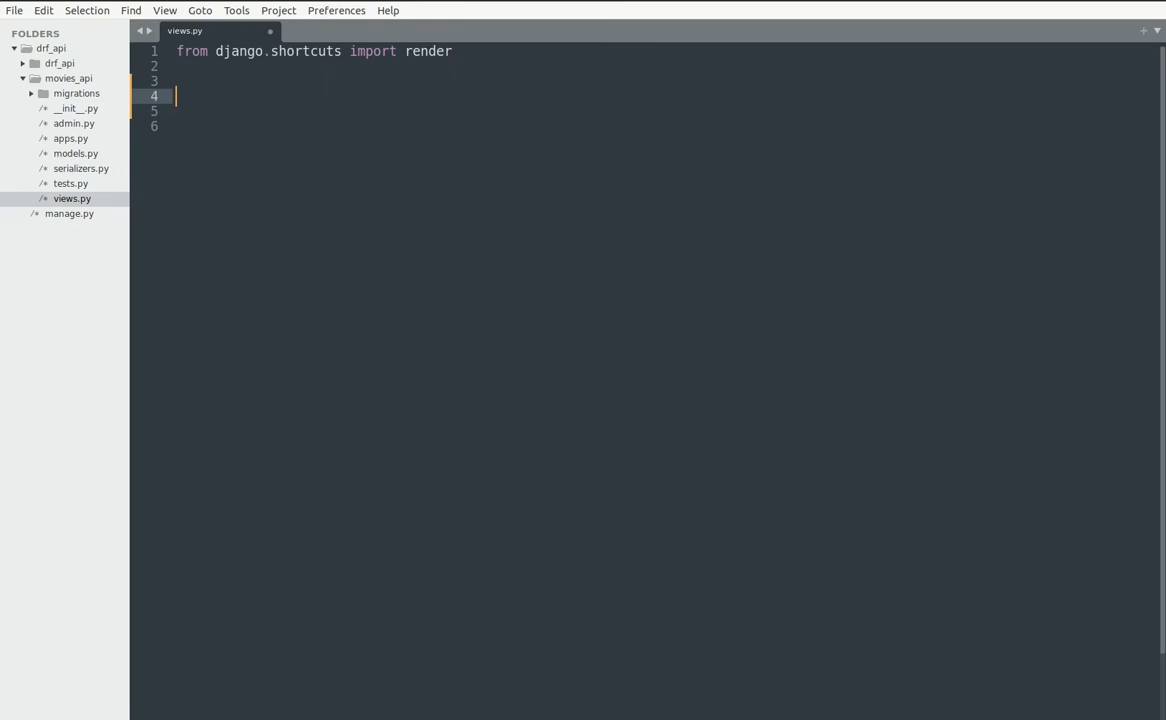 File Edit Selection Find View Goto Tools Project Preferences Help
FOLDERS
drf_api
drf_api
movies_api
migrations
/* __init__.py
/* admin.py
/* apps.py
/* models.py
/* serializers.py
/* tests.py
/* views.py
/* manage.py
views.py
1 from django.shortcuts import render
2
3
4
5
6